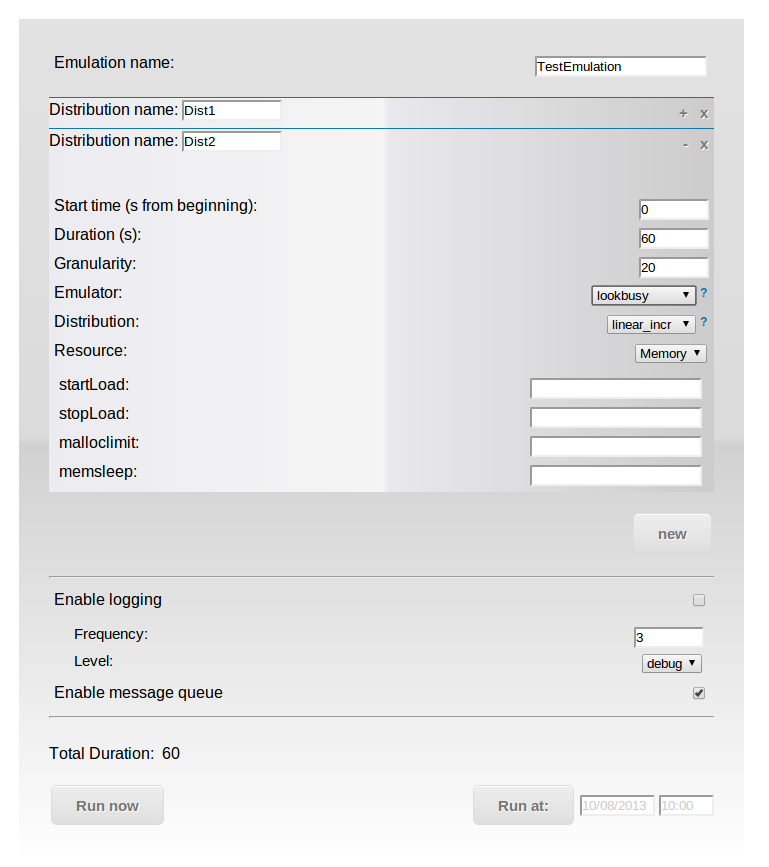 Emulation name: TestEmulation
Distribution name: Dist1 + x
Distribution name: Dist2 - x
Start time (s from beginning): 0
Duration (s): 60
Granularity: 20
Emulator: lookbusy ?
Distribution: linear_incr ?
Resource: Memory
startLoad:
stopLoad:
malloclimit:
memsleep:
new
Enable logging
Frequency: 3
Level: debug
Enable message queue
Total Duration: 60
Run now Run at: 10/08/2013 10:00